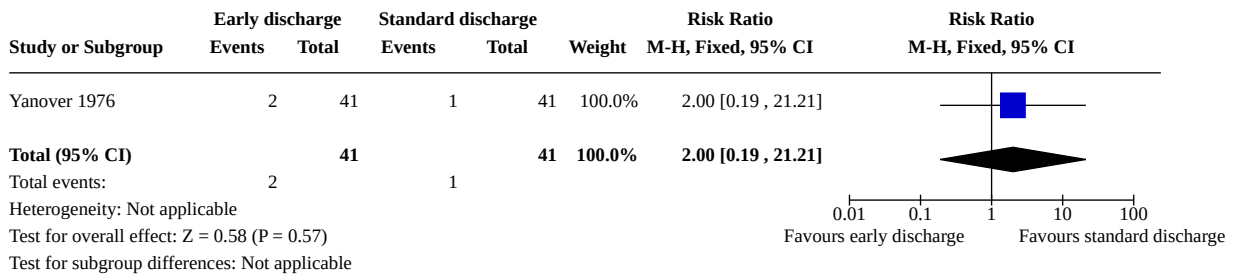 Early discharge Standard discharge Risk Ratio Risk Ratio
Study or Subgroup Events Total Events Total Weight M-H, Fixed, 95% CI M-H, Fixed, 95% CI
Yanover 1976 2 41 1 41 100.0% 2.00 [0.19 , 21.21]
Total (95% CI) 41 41 100.0% 2.00 [0.19 , 21.21]
Total events: 2 1
Heterogeneity: Not applicable
0.01 0.1 1 10 100
Test for overall effect: Z = 0.58 (P = 0.57)
Favours early discharge Favours standard discharge
Test for subgroup differences: Not applicable